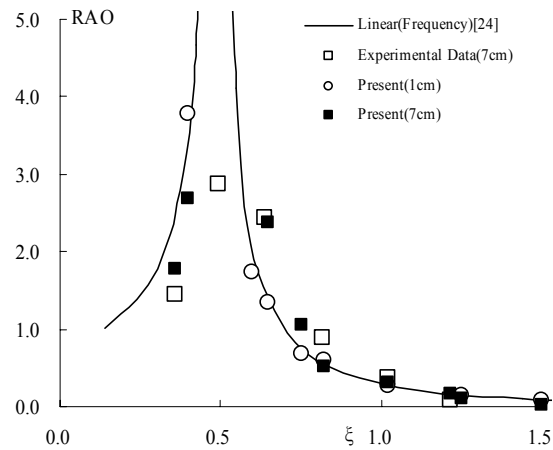 5.0 RAO
Linear(Frequency)[24]
Experimental Data(7cm)
Present(1cm)
Present(7cm)
4.0
3.0
2.0
1.0
0.0
0.0 0.5 ξ 1.0 1.5